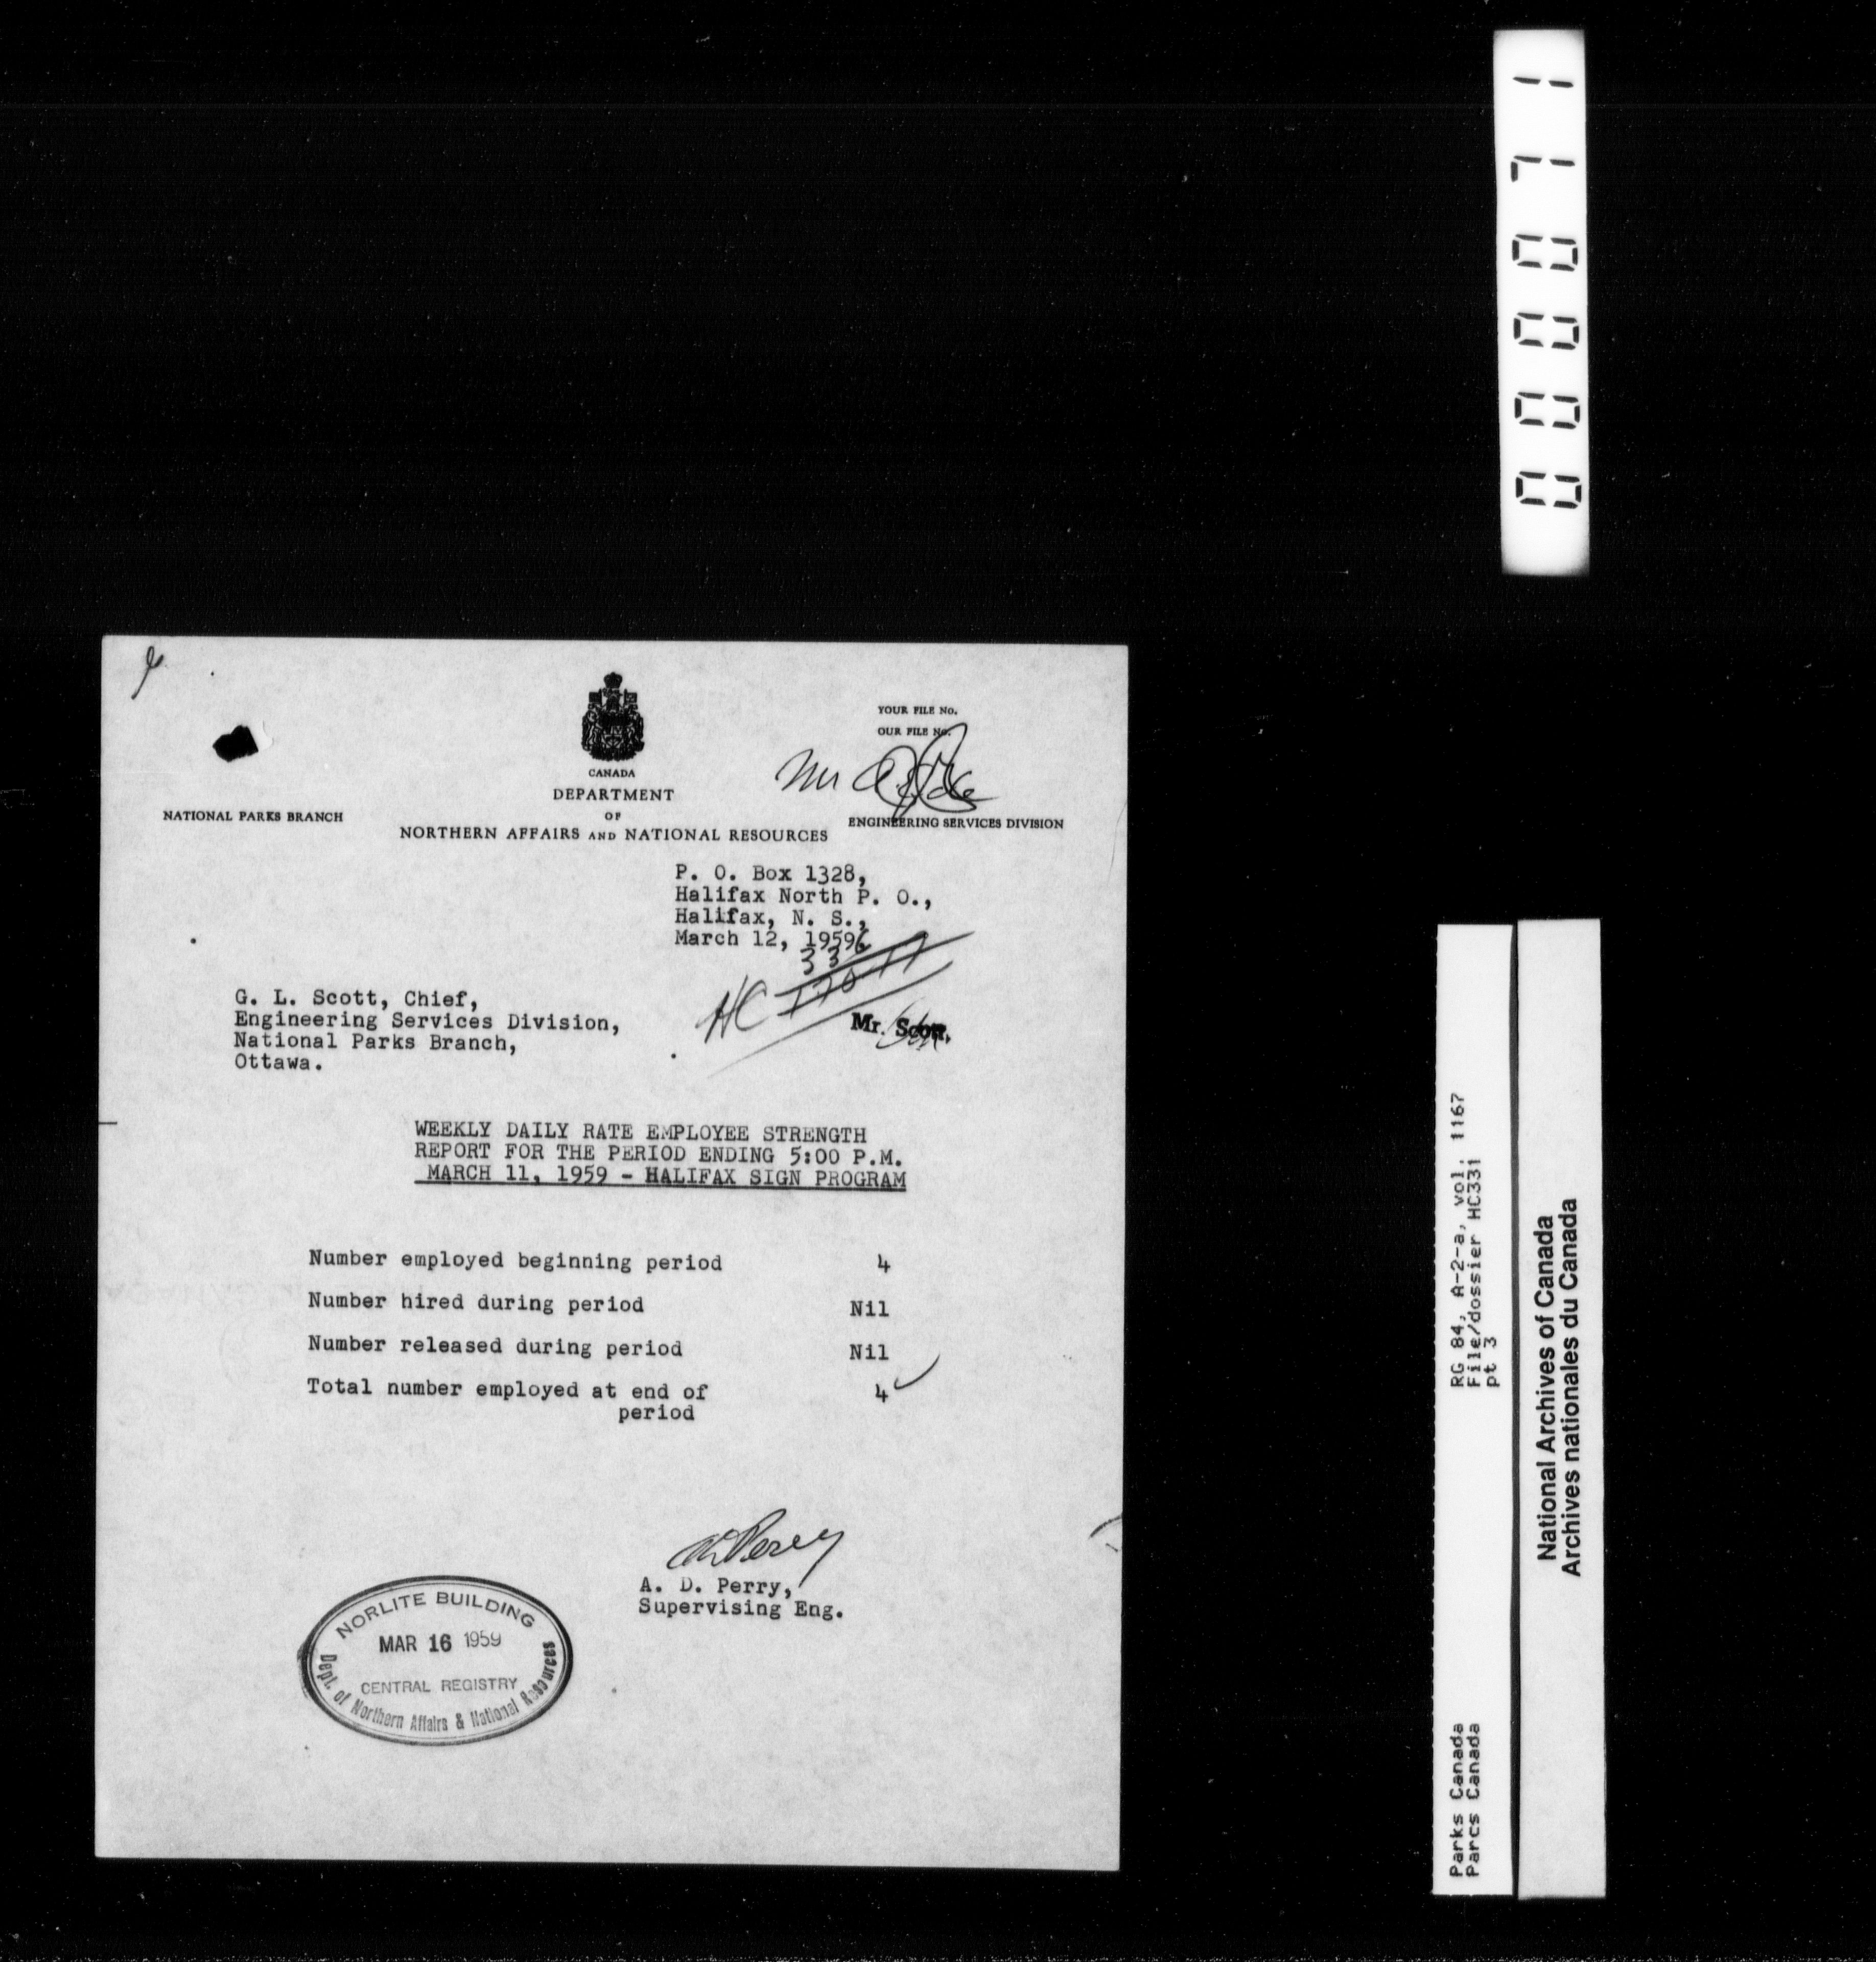 YOUR FILE No.
OUR FILE No.
CANADA
DEPARTMENT
OF
NORTHERN AFFAIRS AND NATIONAL RESOURCES
NATIONAL PARKS BRANCH
Mr
ENGINEERING SERVICES DIVISION
P. O. Box 1328,
Halifax North P. O.,
Halifax, N. S.,
March 12, 1959
336
HC
Mr. Scott.
G. L. Scott, Chief,
Engineering Services Division,
National Parks Branch,
Ottawa.
WEEKLY DAILY RATE EMPLOYEE STRENGTH
REPORT FOR THE PERIOD ENDING 5:00 P.M.
MARCH 11, 1959 - HALIFAX SIGN PROGRAM
Number employed beginning period 4
Number hired during period Nil
Number released during period Nil
Total number employed at end of
period 4
A. D. Perry,
Supervising Eng.
NORLITE BUILDING
MAR 16 1959
CENTRAL REGISTRY
Dept. of Northern Affairs & National Resources
000071
RG 84, A-2-a, vol. 1167
File/dossier HC331
pt 3
Parks Canada
Parcs Canada
National Archives of Canada
Archives nationales du Canada